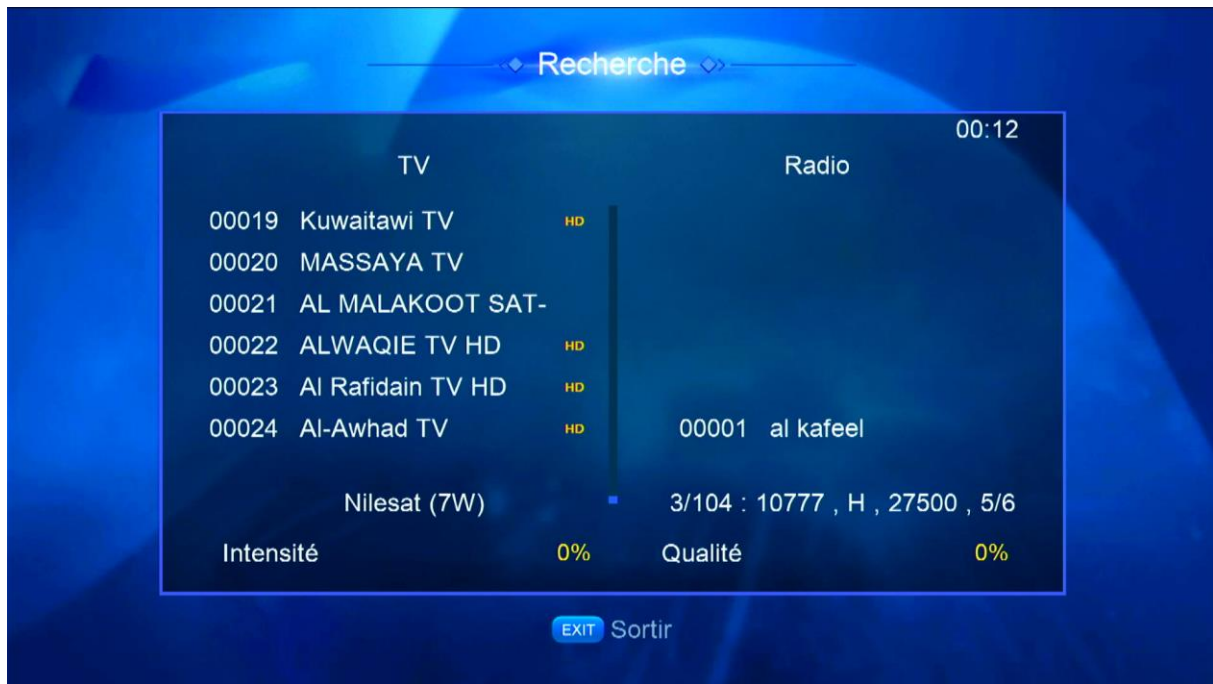 Recherche
00:12
TV Radio
00019 Kuwaitawi TV HD
00020 MASSAYA TV
00021 AL MALAKOOT SAT-
00022 ALWAQIE TV HD HD
00023 Al Rafidain TV HD HD
00024 Al-Awhad TV HD 00001 al kafeel
Nilesat (7W) 3/104 : 10777 , H , 27500 , 5/6
Intensité 0% Qualité 0%
EXIT Sortir